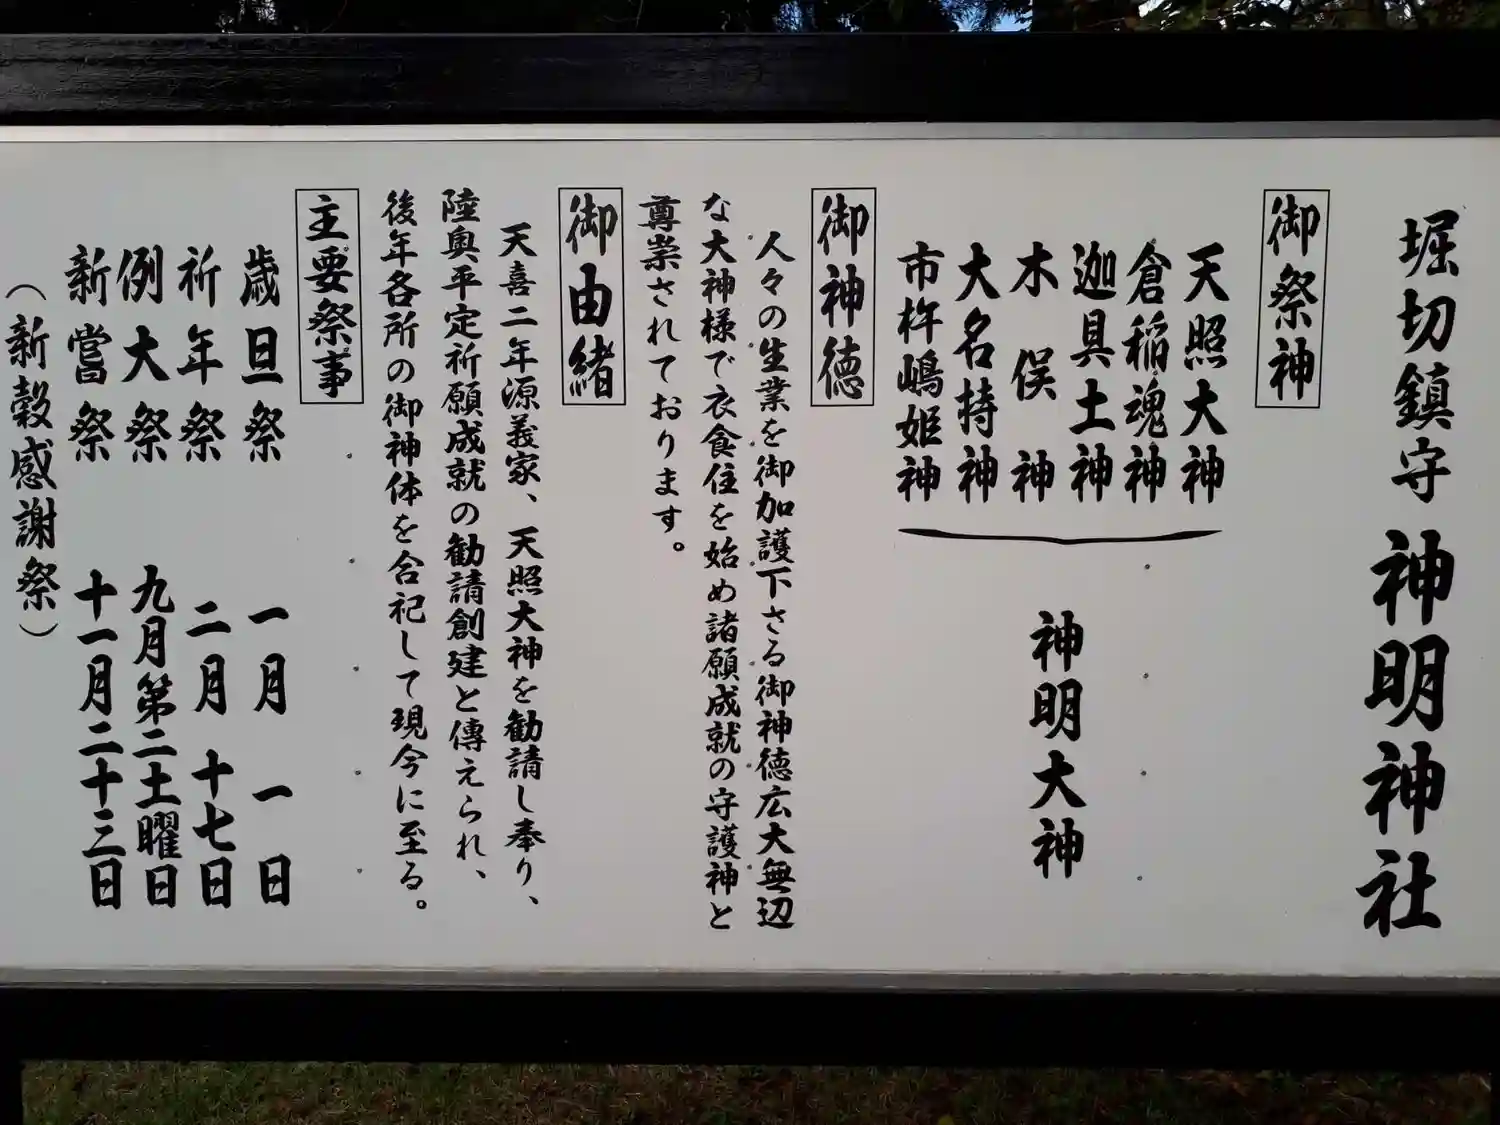 堀切鎮守 神明神社
御祭神
天照大神
倉稲魂神
迦具土神
木俣神
大名持神
市杵嶋姫神
神明大神
御神徳
人々の生業を御加護下さる御神徳広大無辺
な大神様で衣食住を始め諸願成就の守護神と
尊崇されております。
御由緒
天喜二年源義家、天照大神を勧請し奉り、
陸奥平定祈願成就の勧請創建と傳えられ、
後年各所の御神体を合祀して現今に至る。
主要祭事
歳旦祭 一月一日
祈年祭 二月十七日
例大祭 九月第二土曜日
新嘗祭 十一月二十三日
（新穀感謝祭）